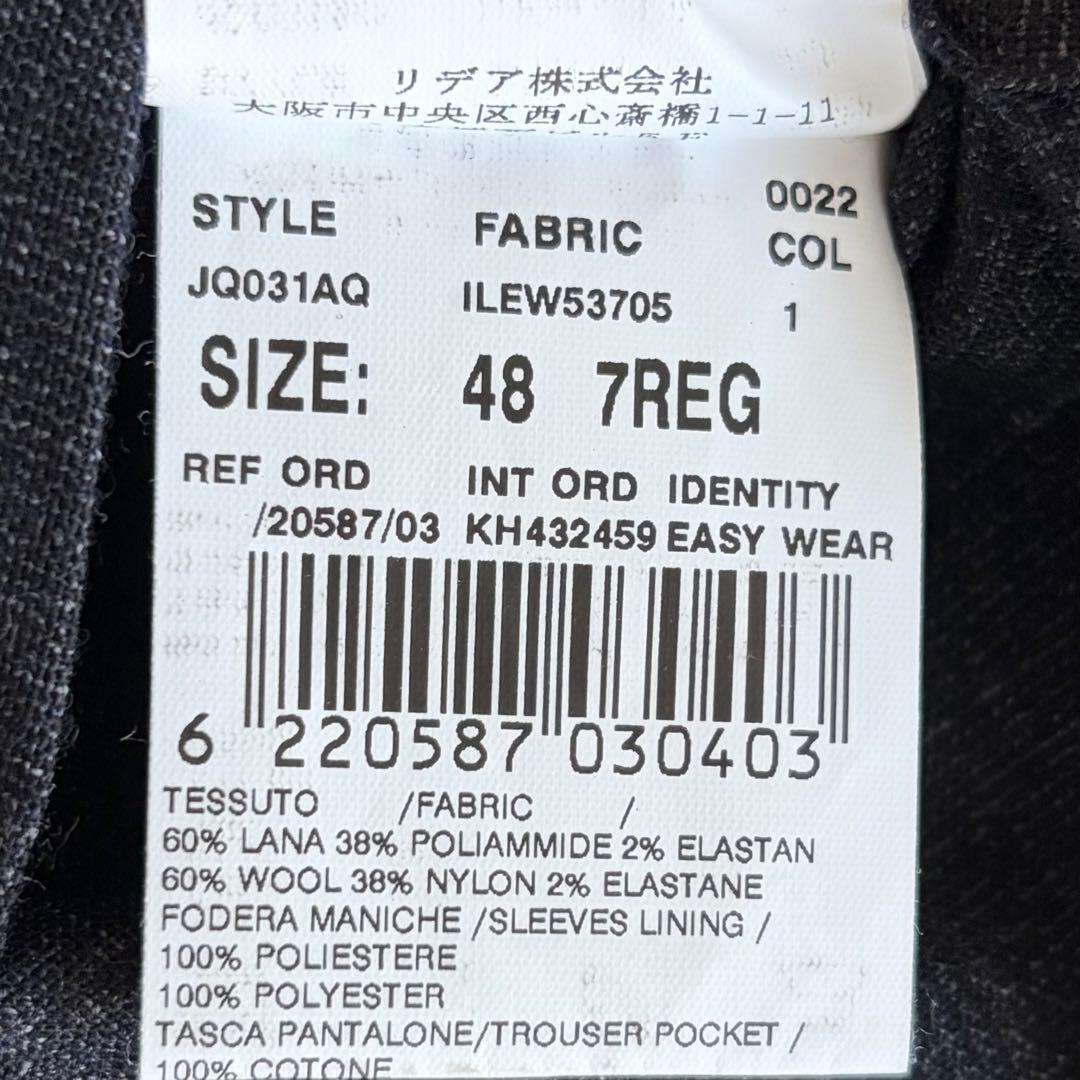 リデア株式会社
大阪市中央区西心斎橋1-1-11
0022
STYLE FABRIC COL
JQ031AQ ILEW53705 1
SIZE: 48 7REG
REF ORD INT ORD IDENTITY
/20587/03 KH432459 EASY WEAR
6 220587 030403
TESSUTO /FABRIC /
60% LANA 38% POLIAMMIDE 2% ELASTAN
60% WOOL 38% NYLON 2% ELASTANE
FODERA MANICHE /SLEEVES LINING /
100% POLIESTERE
100% POLYESTER
TASCA PANTALONE/TROUSER POCKET /
100% COTONE